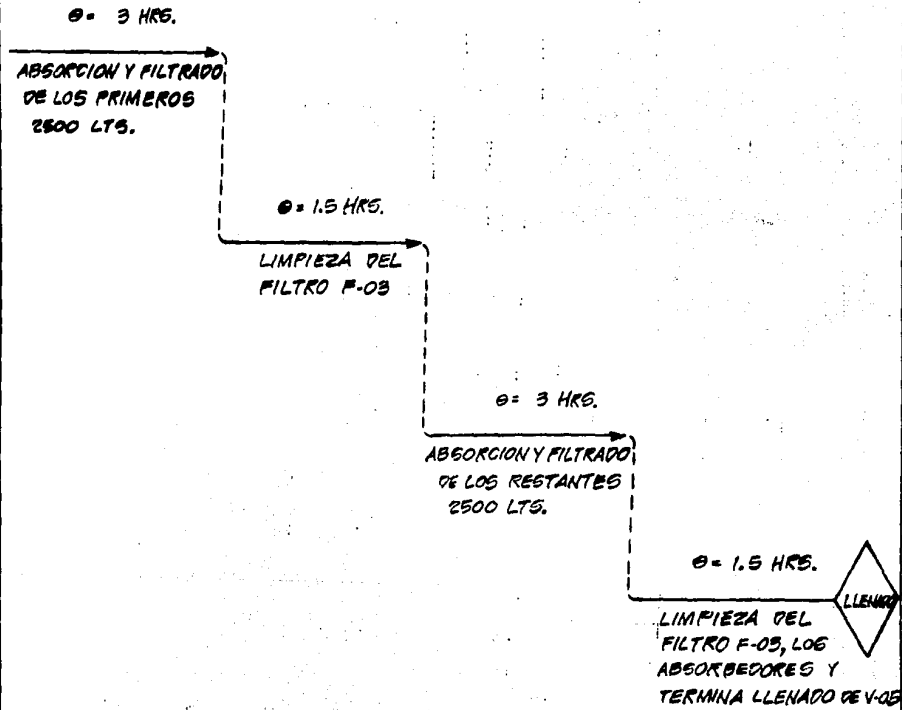 θ= 3 HRS.
ABSORCION Y FILTRADO
DE LOS PRIMEROS
2500 LTS.
θ= 1.5 HRS.
LIMPIEZA DEL
FILTRO F-03
θ= 3 HRS.
ABSORCION Y FILTRADO
DE LOS RESTANTES
2500 LTS.
θ= 1.5 HRS.
LLENADO
LIMPIEZA DEL
FILTRO F-03, LOS
ABSORBEDORES Y
TERMINA LLENADO DE V-05